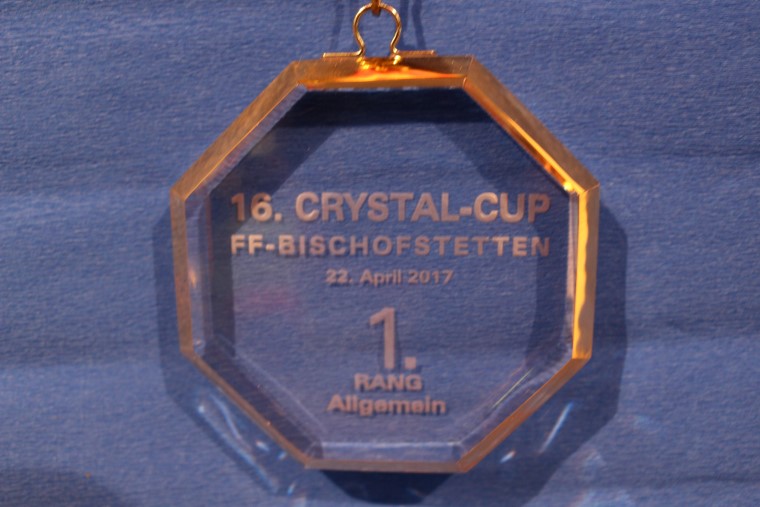 16. CRYSTAL-CUP
FF-BISCHOFSTETTEN
22. April 2017
1.
RANG
Allgemein